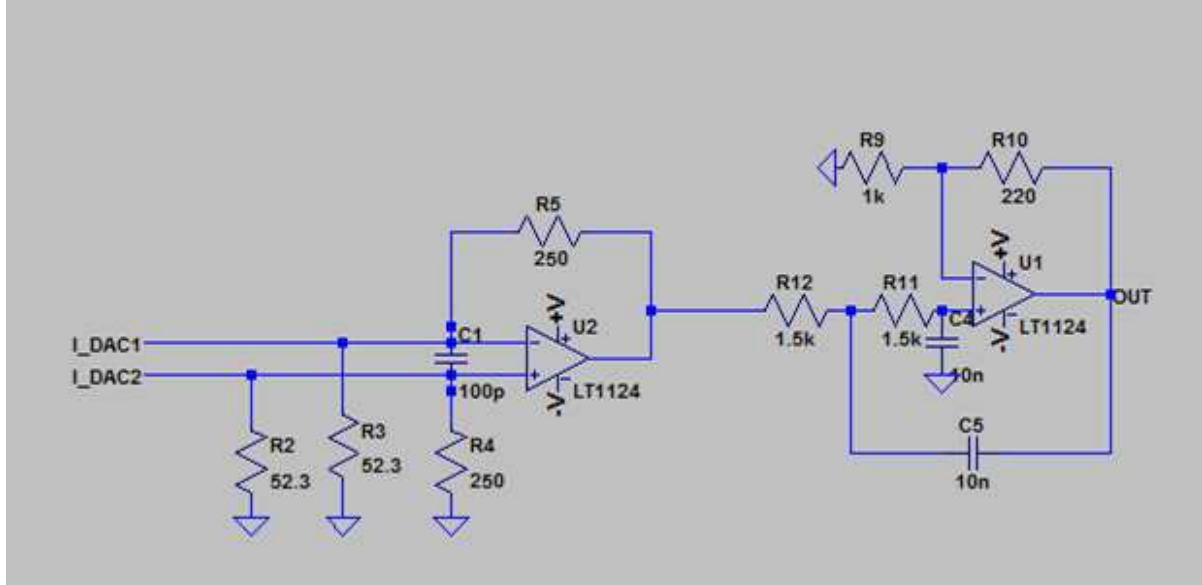 R9
1k
R10
220
R5
250
+V
U1
OUT
LT1124
-V
R12
1.5k
R11
1.5k
C4
10n
+V
U2
C1
100p
LT1124
-V
I_DAC1
I_DAC2
R2
52.3
R3
52.3
R4
250
C5
10n